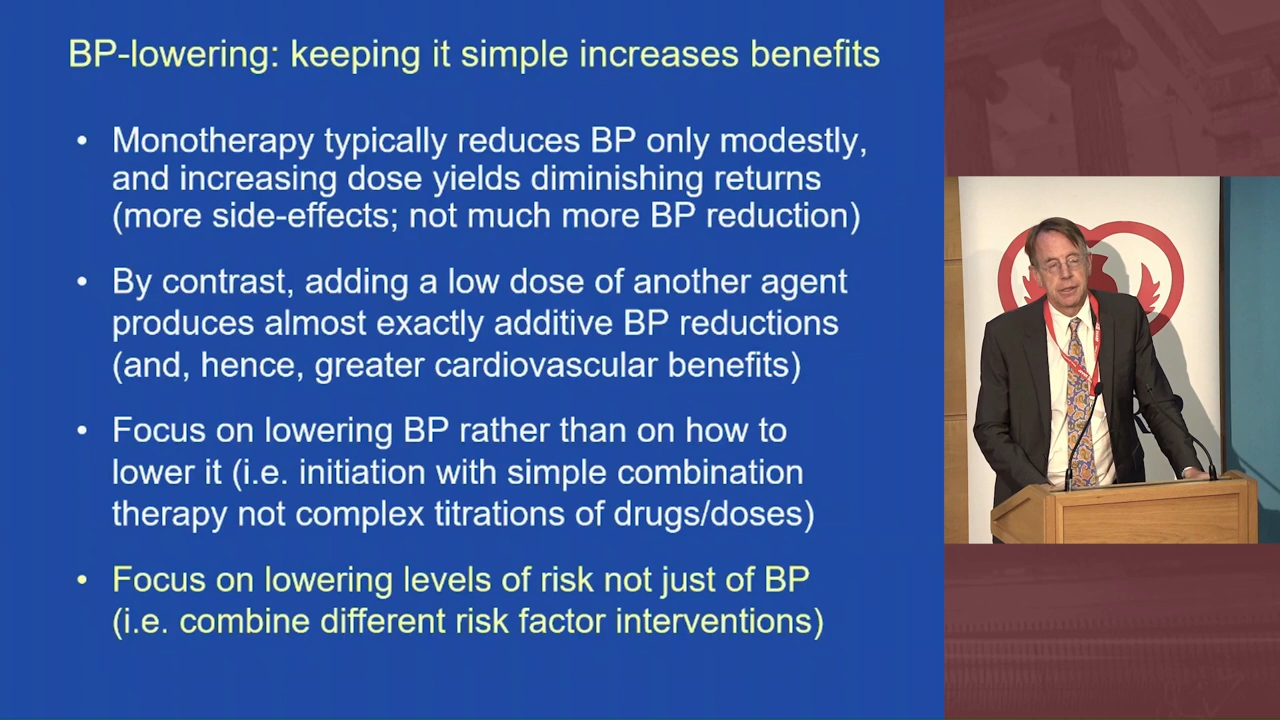 BP-lowering: keeping it simple increases benefits
• Monotherapy typically reduces BP only modestly,
and increasing dose yields diminishing returns
(more side-effects; not much more BP reduction)
• By contrast, adding a low dose of another agent
produces almost exactly additive BP reductions
(and, hence, greater cardiovascular benefits)
• Focus on lowering BP rather than on how to
lower it (i.e. initiation with simple combination
therapy not complex titrations of drugs/doses)
• Focus on lowering levels of risk not just of BP
(i.e. combine different risk factor interventions)